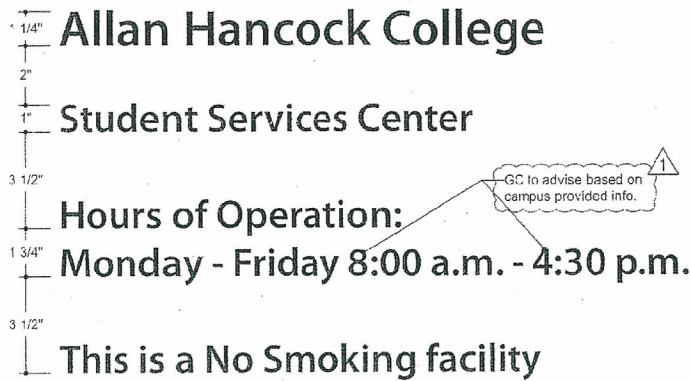 1 1/4"
Allan Hancock College
2"
1"
Student Services Center
3 1/2"
1
GC to advise based on
campus provided info.
Hours of Operation:
1 3/4"
Monday - Friday 8:00 a.m. - 4:30 p.m.
3 1/2"
This is a No Smoking facility